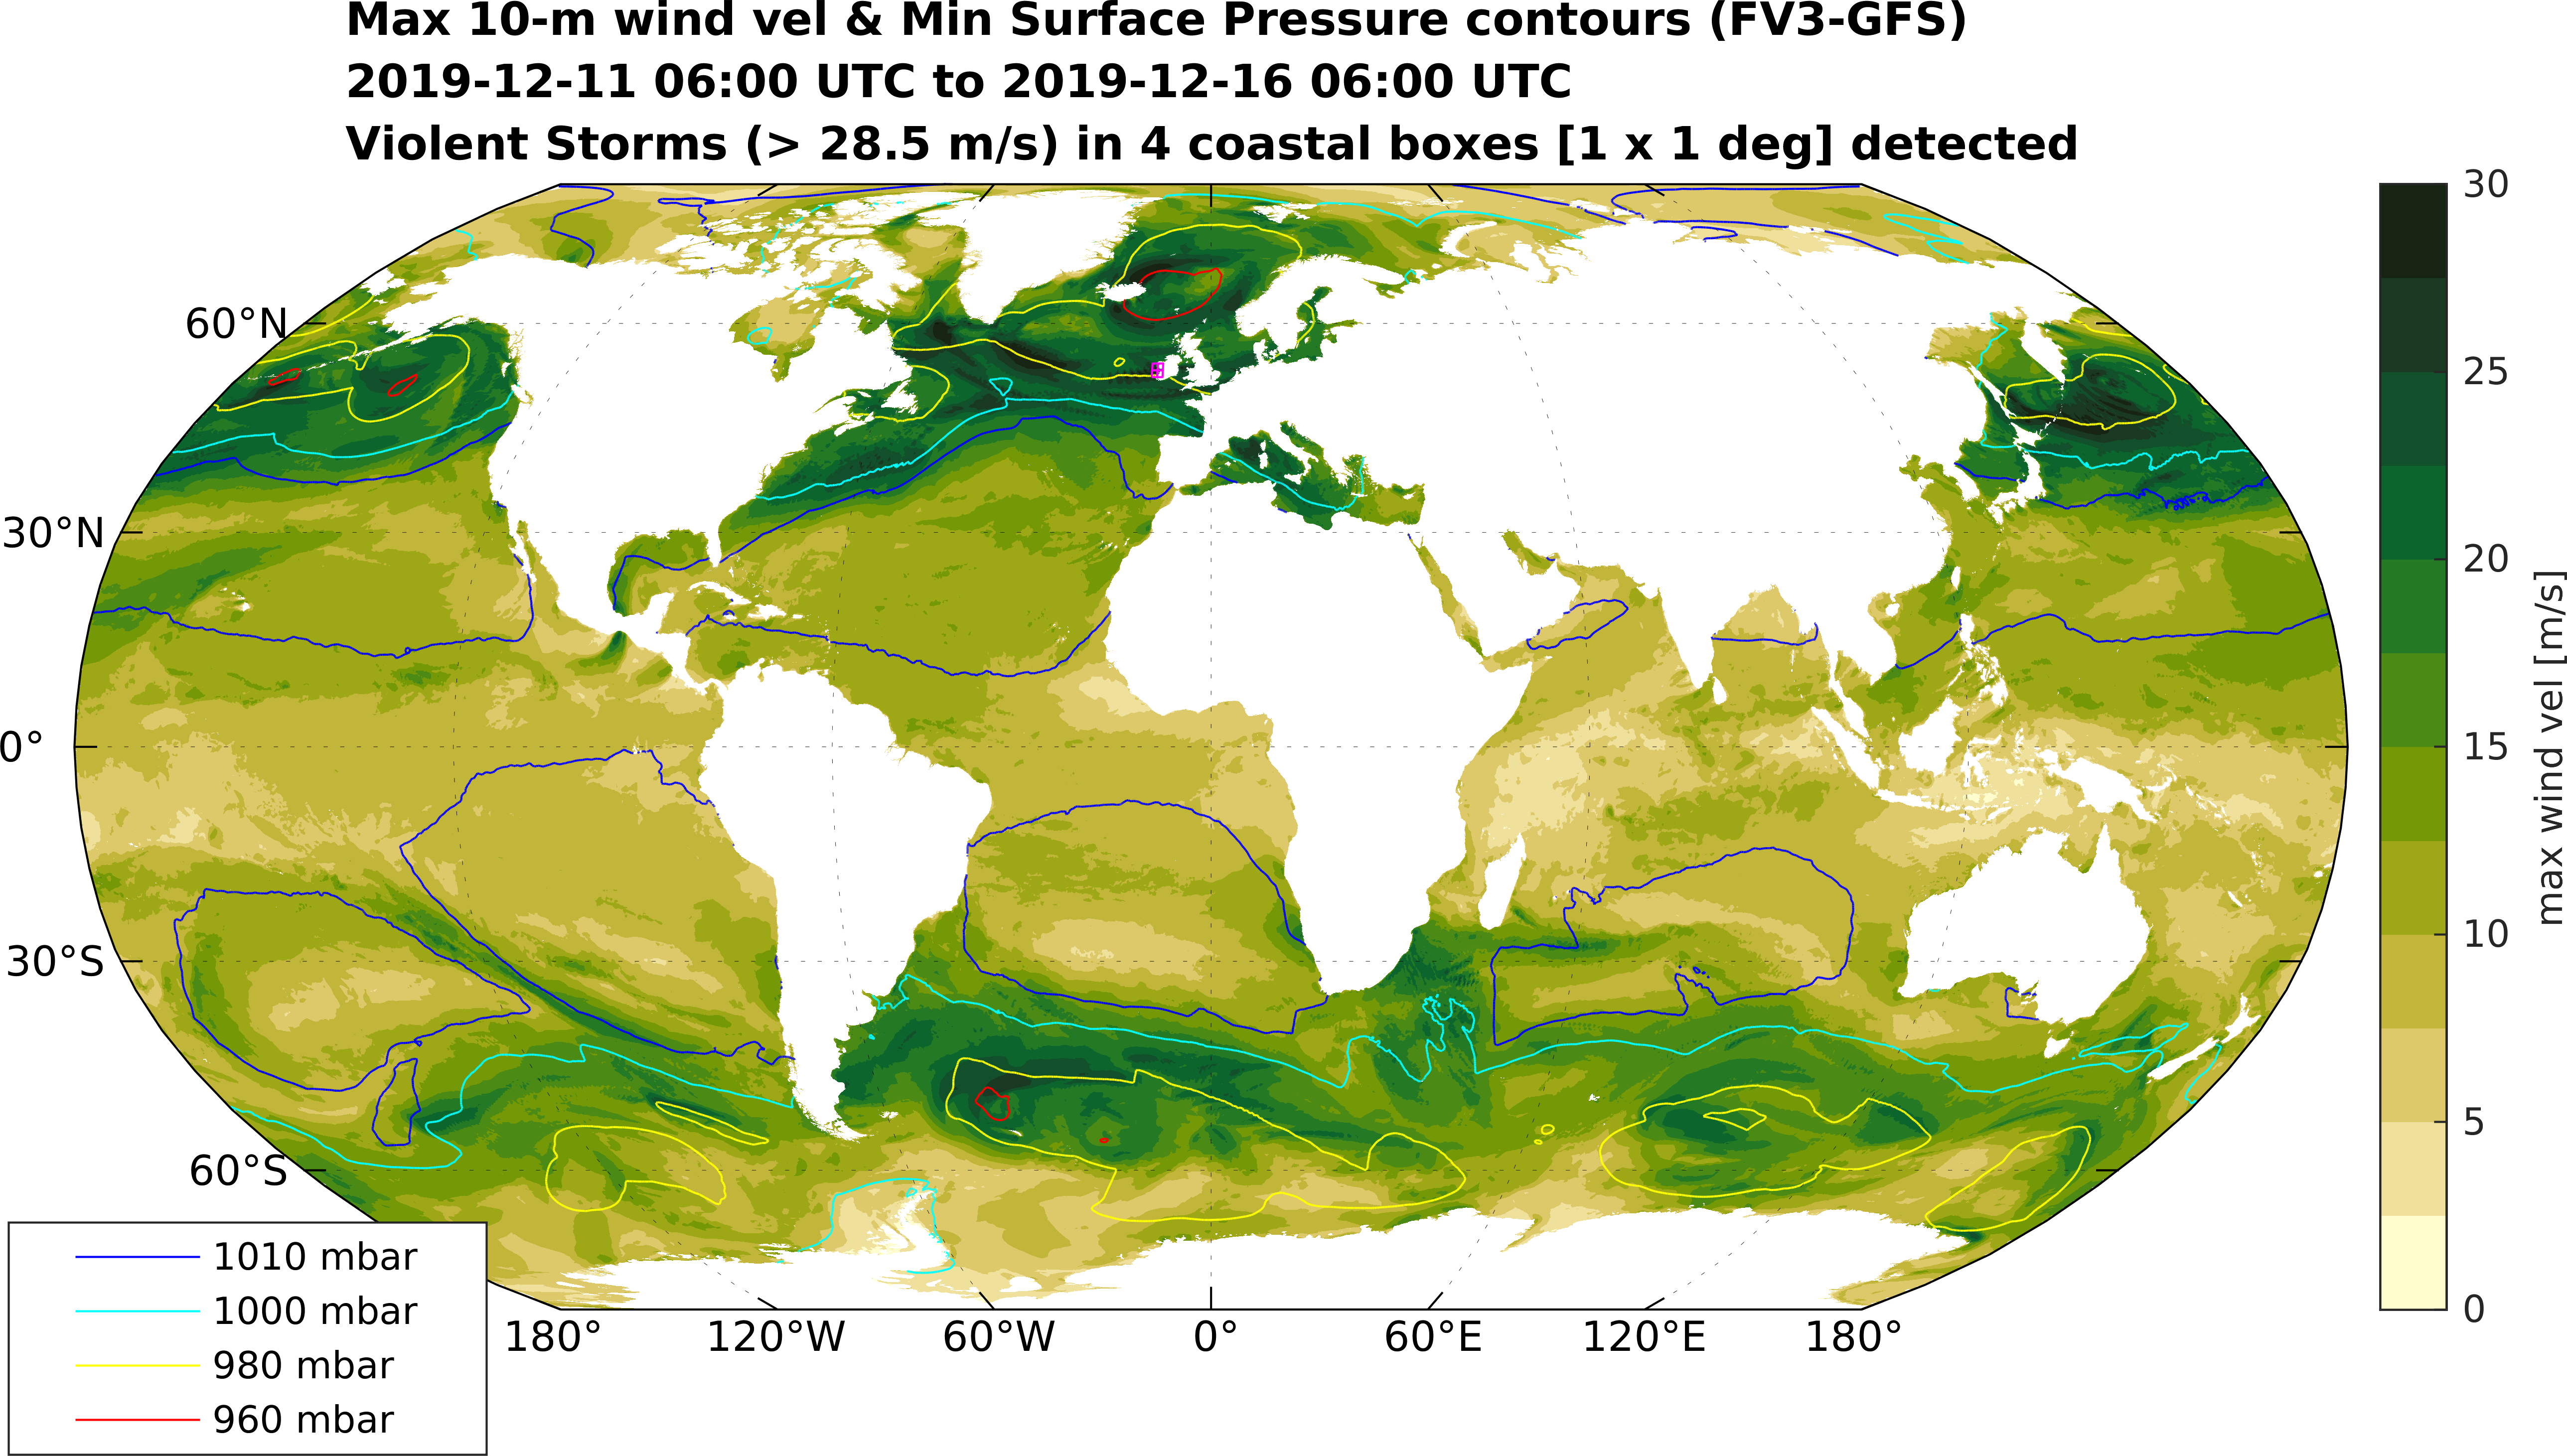 Max 10-m wind vel & Min Surface Pressure contours (FV3-GFS)
2019-12-11 06:00 UTC to 2019-12-16 06:00 UTC
Violent Storms (> 28.5 m/s) in 4 coastal boxes [1 x 1 deg] detected
60°N
30°N
0°
30°S
60°S
180°
120°W
60°W
0°
60°E
120°E
180°
1010 mbar
1000 mbar
980 mbar
960 mbar
30
25
20
15
10
5
0
max wind vel [m/s]